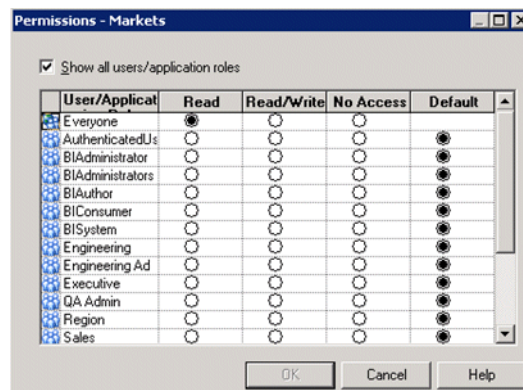 Permissions - Markets
Show all users/application roles
User/Applicat Read Read/Write No Access Default
Everyone
AuthenticatedUs
BIAdministrator
BIAdministrators
BIAuthor
BIConsumer
BISystem
Engineering
Engineering Ad
Executive
QA Admin
Region
Sales
OK Cancel Help